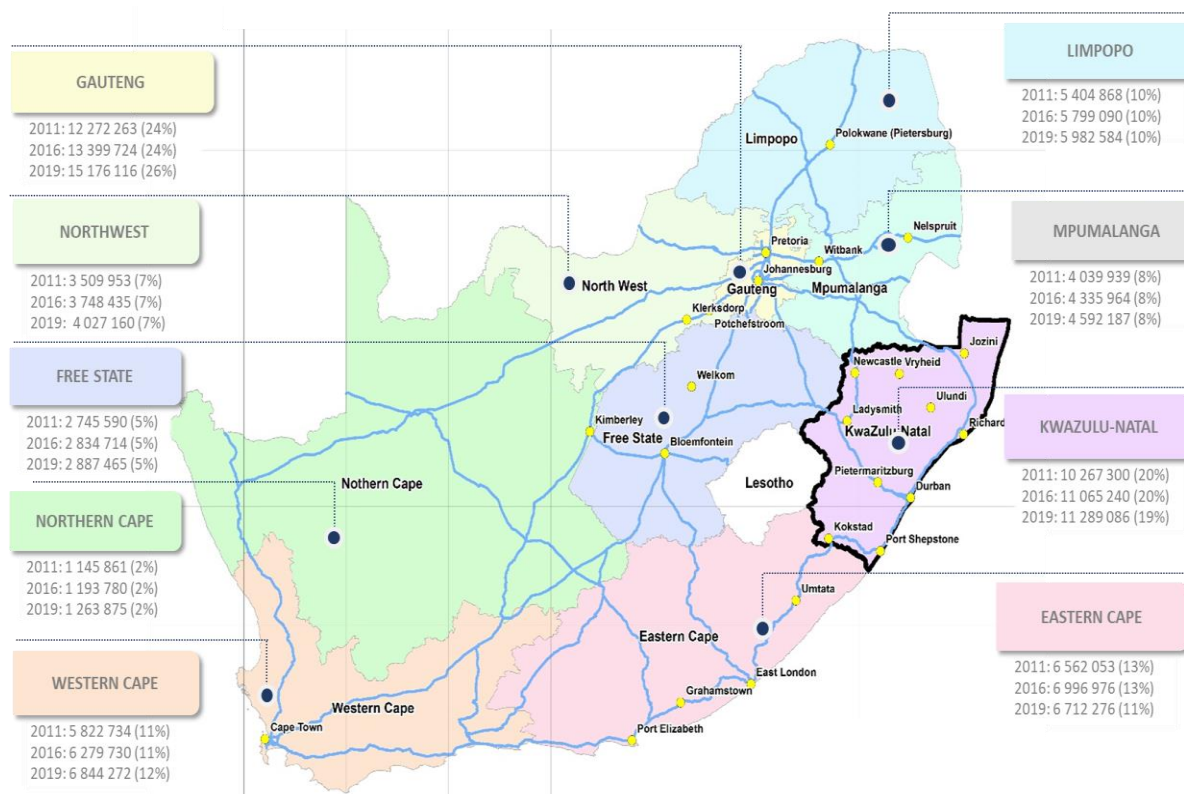 GAUTENG
2011: 12 272 263 (24%)
2016: 13 399 724 (24%)
2019: 15 176 116 (26%)
NORTHWEST
2011: 3 509 953 (7%)
2016: 3 748 435 (7%)
2019: 4 027 160 (7%)
FREE STATE
2011: 2 745 590 (5%)
2016: 2 834 714 (5%)
2019: 2 887 465 (5%)
NORTHERN CAPE
2011: 1 145 861 (2%)
2016: 1 193 780 (2%)
2019: 1 263 875 (2%)
WESTERN CAPE
2011: 5 822 734 (11%)
2016: 6 279 730 (11%)
2019: 6 844 272 (12%)
Limpopo
Polokwane (Pietersburg)
Nelspruit
Pretoria
Witbank
Johannesburg
North West
Gauteng
Mpumalanga
Klerksdorp
Potchefstroom
Jozini
Newcastle
Vryheid
Welkom
Ulundi
Ladysmith
Kimberley
KwaZulu-Natal
Richard
Free State
Bloemfontein
Pietermaritzburg
Nothern Cape
Lesotho
Durban
Kokstad
Port Shepstone
Umtata
Eastern Cape
East London
Grahamstown
Western Cape
Cape Town
Port Elizabeth
LIMPOPO
2011: 5 404 868 (10%)
2016: 5 799 090 (10%)
2019: 5 982 584 (10%)
MPUMALANGA
2011: 4 039 939 (8%)
2016: 4 335 964 (8%)
2019: 4 592 187 (8%)
KWAZULU-NATAL
2011: 10 267 300 (20%)
2016: 11 065 240 (20%)
2019: 11 289 086 (19%)
EASTERN CAPE
2011: 6 562 053 (13%)
2016: 6 996 976 (13%)
2019: 6 712 276 (11%)